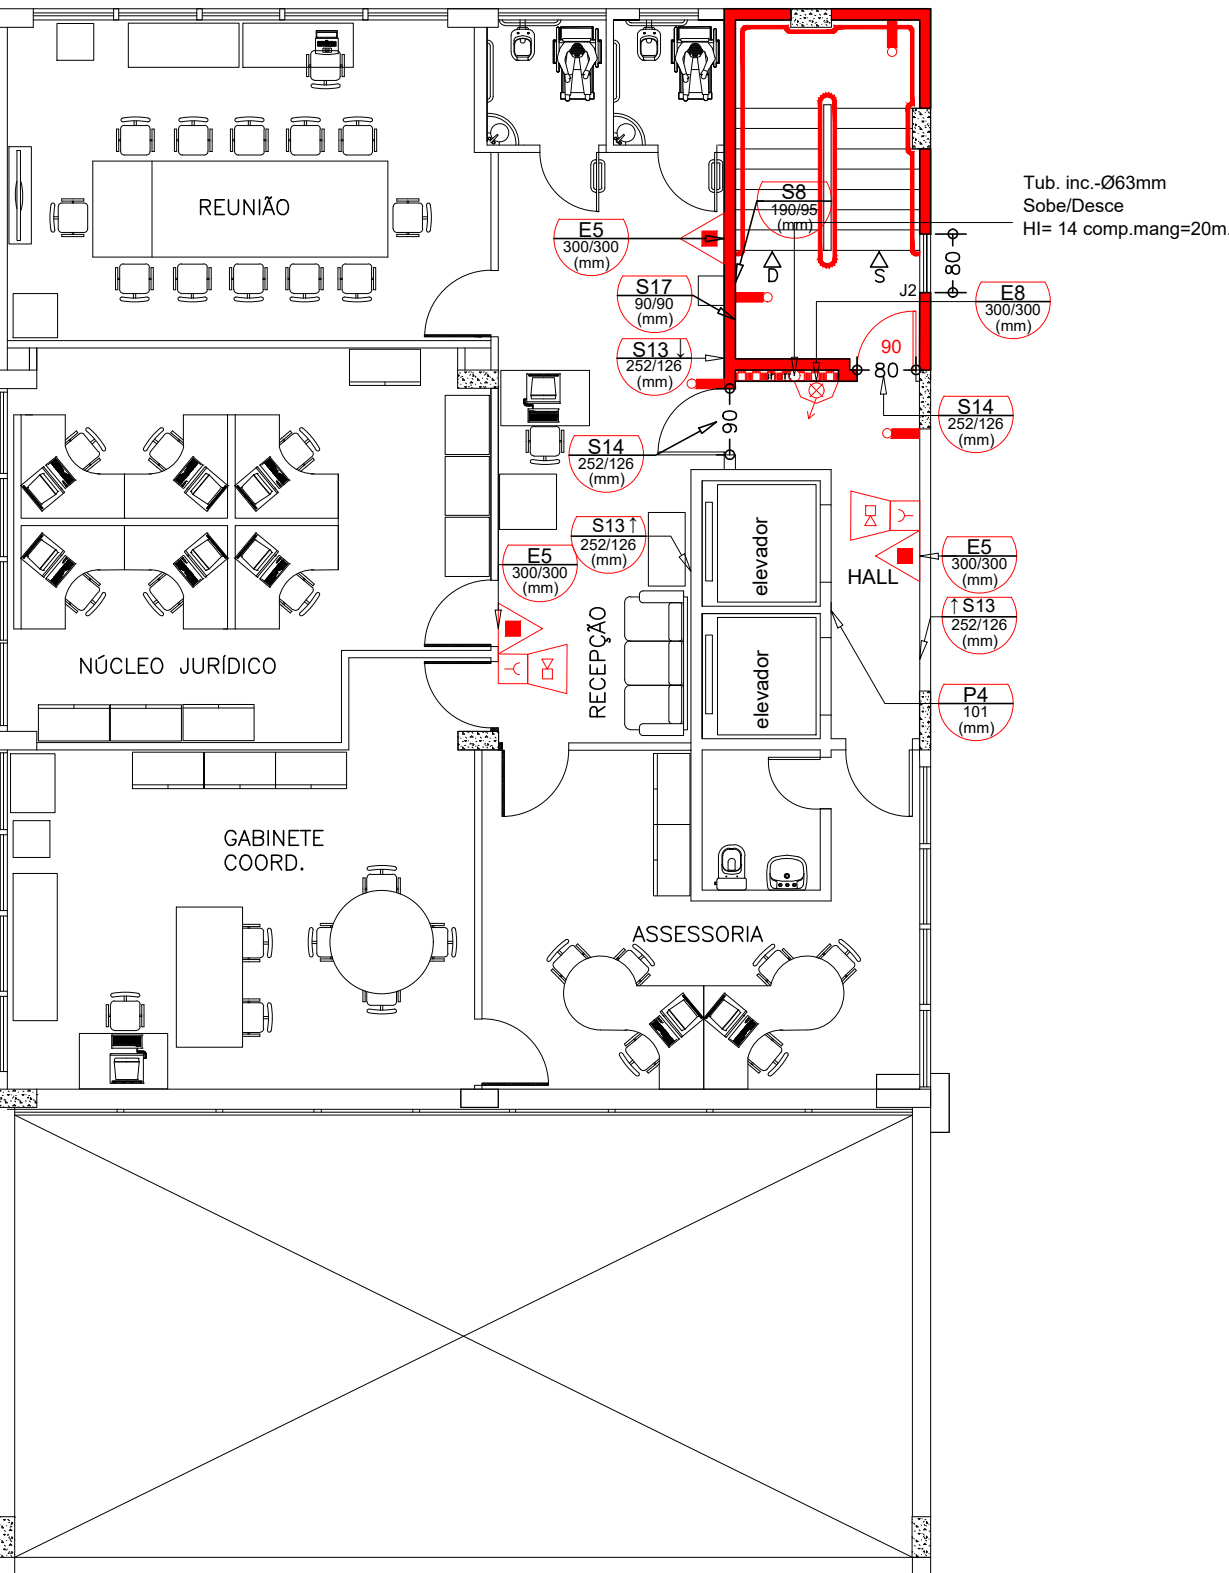 REUNIÃO
S8
190/95
(mm)
Tub. inc.-Ø63mm
Sobe/Desce
HI= 14 comp.mang=20m.
E5
300/300
(mm)
D
S
80
J2
S17
90/90
(mm)
E8
300/300
(mm)
S13 ↓
252/126
(mm)
90
80
90
S14
252/126
(mm)
S14
252/126
(mm)
S13 ↑
252/126
(mm)
elevador
E5
300/300
(mm)
E5
300/300
(mm)
HALL
↑ S13
252/126
(mm)
RECEPÇÃO
elevador
NÚCLEO JURÍDICO
P4
101
(mm)
GABINETE
COORD.
ASSESSORIA